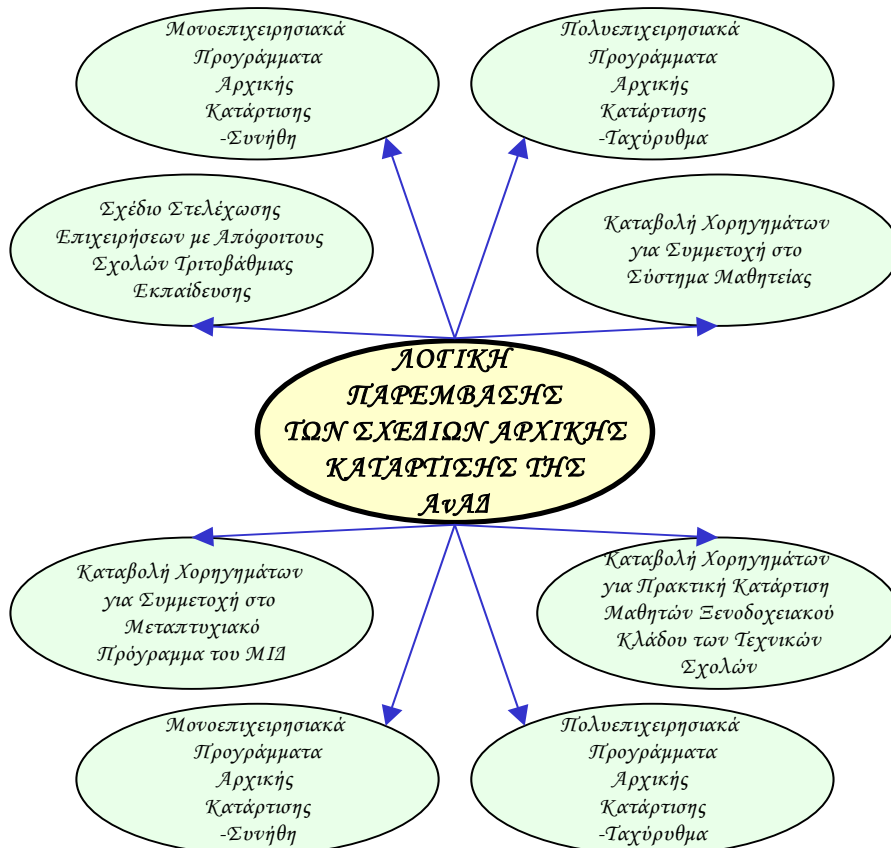 Μονοεπιχειρησιακά
Προγράμματα
Αρχικής
Κατάρτισης
-Συνήθη
Πολυεπιχειρησιακά
Προγράμματα
Αρχικής
Κατάρτισης
-Ταχύρυθμα
Σχέδιο Στελέχωσης
Επιχειρήσεων με Απόφοιτους
Σχολών Τριτοβάθμιας
Εκπαίδευσης
Καταβολή Χορηγημάτων
για Συμμετοχή στο
Σύστημα Μαθητείας
ΛΟΓΙΚΗ
ΠΑΡΕΜΒΑΣΗΣ
ΤΩΝ ΣΧΕΔΙΩΝ ΑΡΧΙΚΗΣ
ΚΑΤΑΡΤΙΣΗΣ ΤΗΣ
ΑνΑΔ
Καταβολή Χορηγημάτων
για Συμμετοχή στο
Μεταπτυχιακό
Πρόγραμμα του ΜΙΔ
Καταβολή Χορηγημάτων
για Πρακτική Κατάρτιση
Μαθητών Ξενοδοχειακού
Κλάδου των Τεχνικών
Σχολών
Μονοεπιχειρησιακά
Προγράμματα
Αρχικής
Κατάρτισης
-Συνήθη
Πολυεπιχειρησιακά
Προγράμματα
Αρχικής
Κατάρτισης
-Ταχύρυθμα